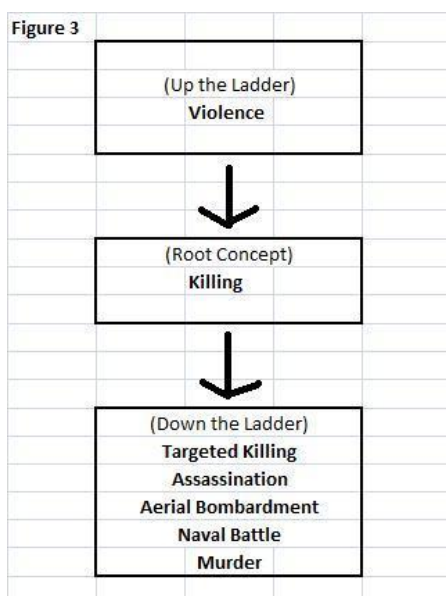 Figure 3
(Up the Ladder)
Violence
(Root Concept)
Killing
(Down the Ladder)
Targeted Killing
Assassination
Aerial Bombardment
Naval Battle
Murder